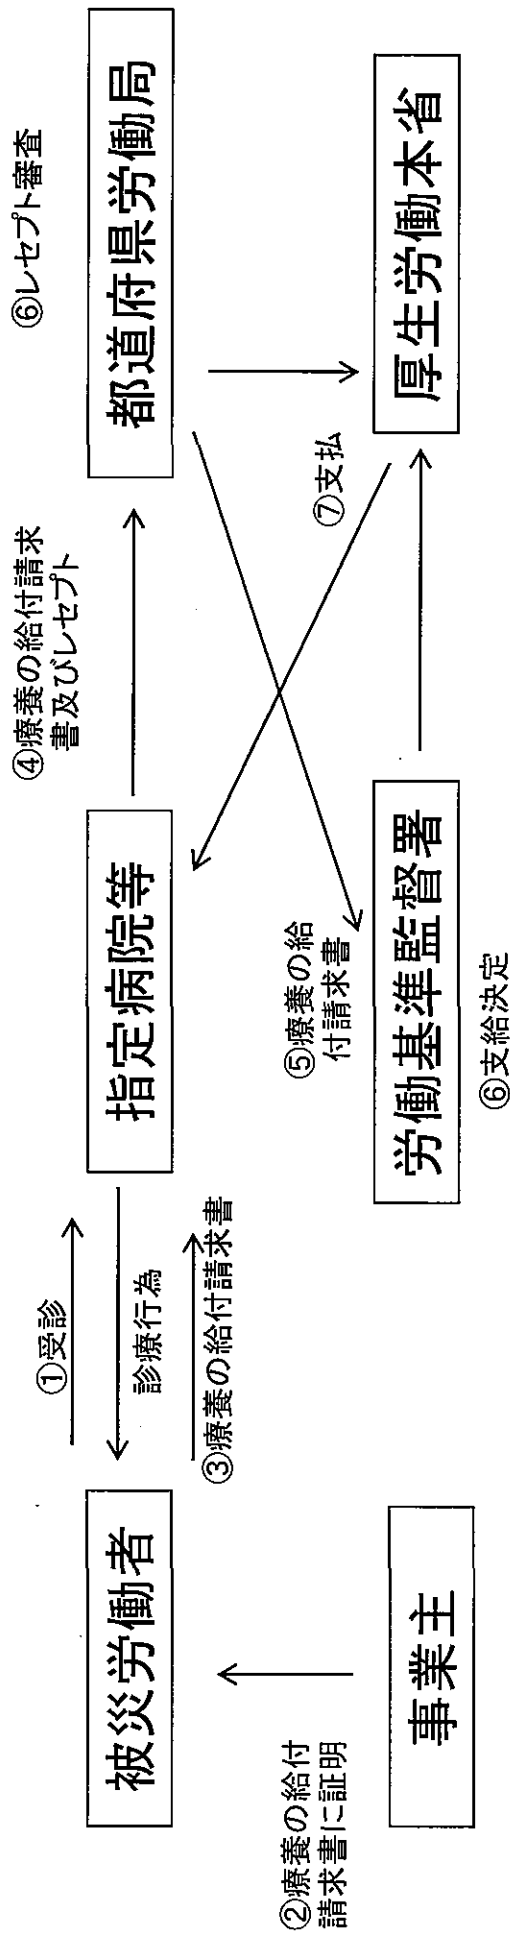 ①受診
被災労働者
診療行為
③療養の給付請求書
②療養の給付
請求書に証明
事業主
指定病院等
④療養の給付請求
書及びレセプト
⑥レセプト審査
都道府県労働局
⑤療養の給
付請求書
労働基準監督署
⑥支給決定
⑦支払
厚生労働本省